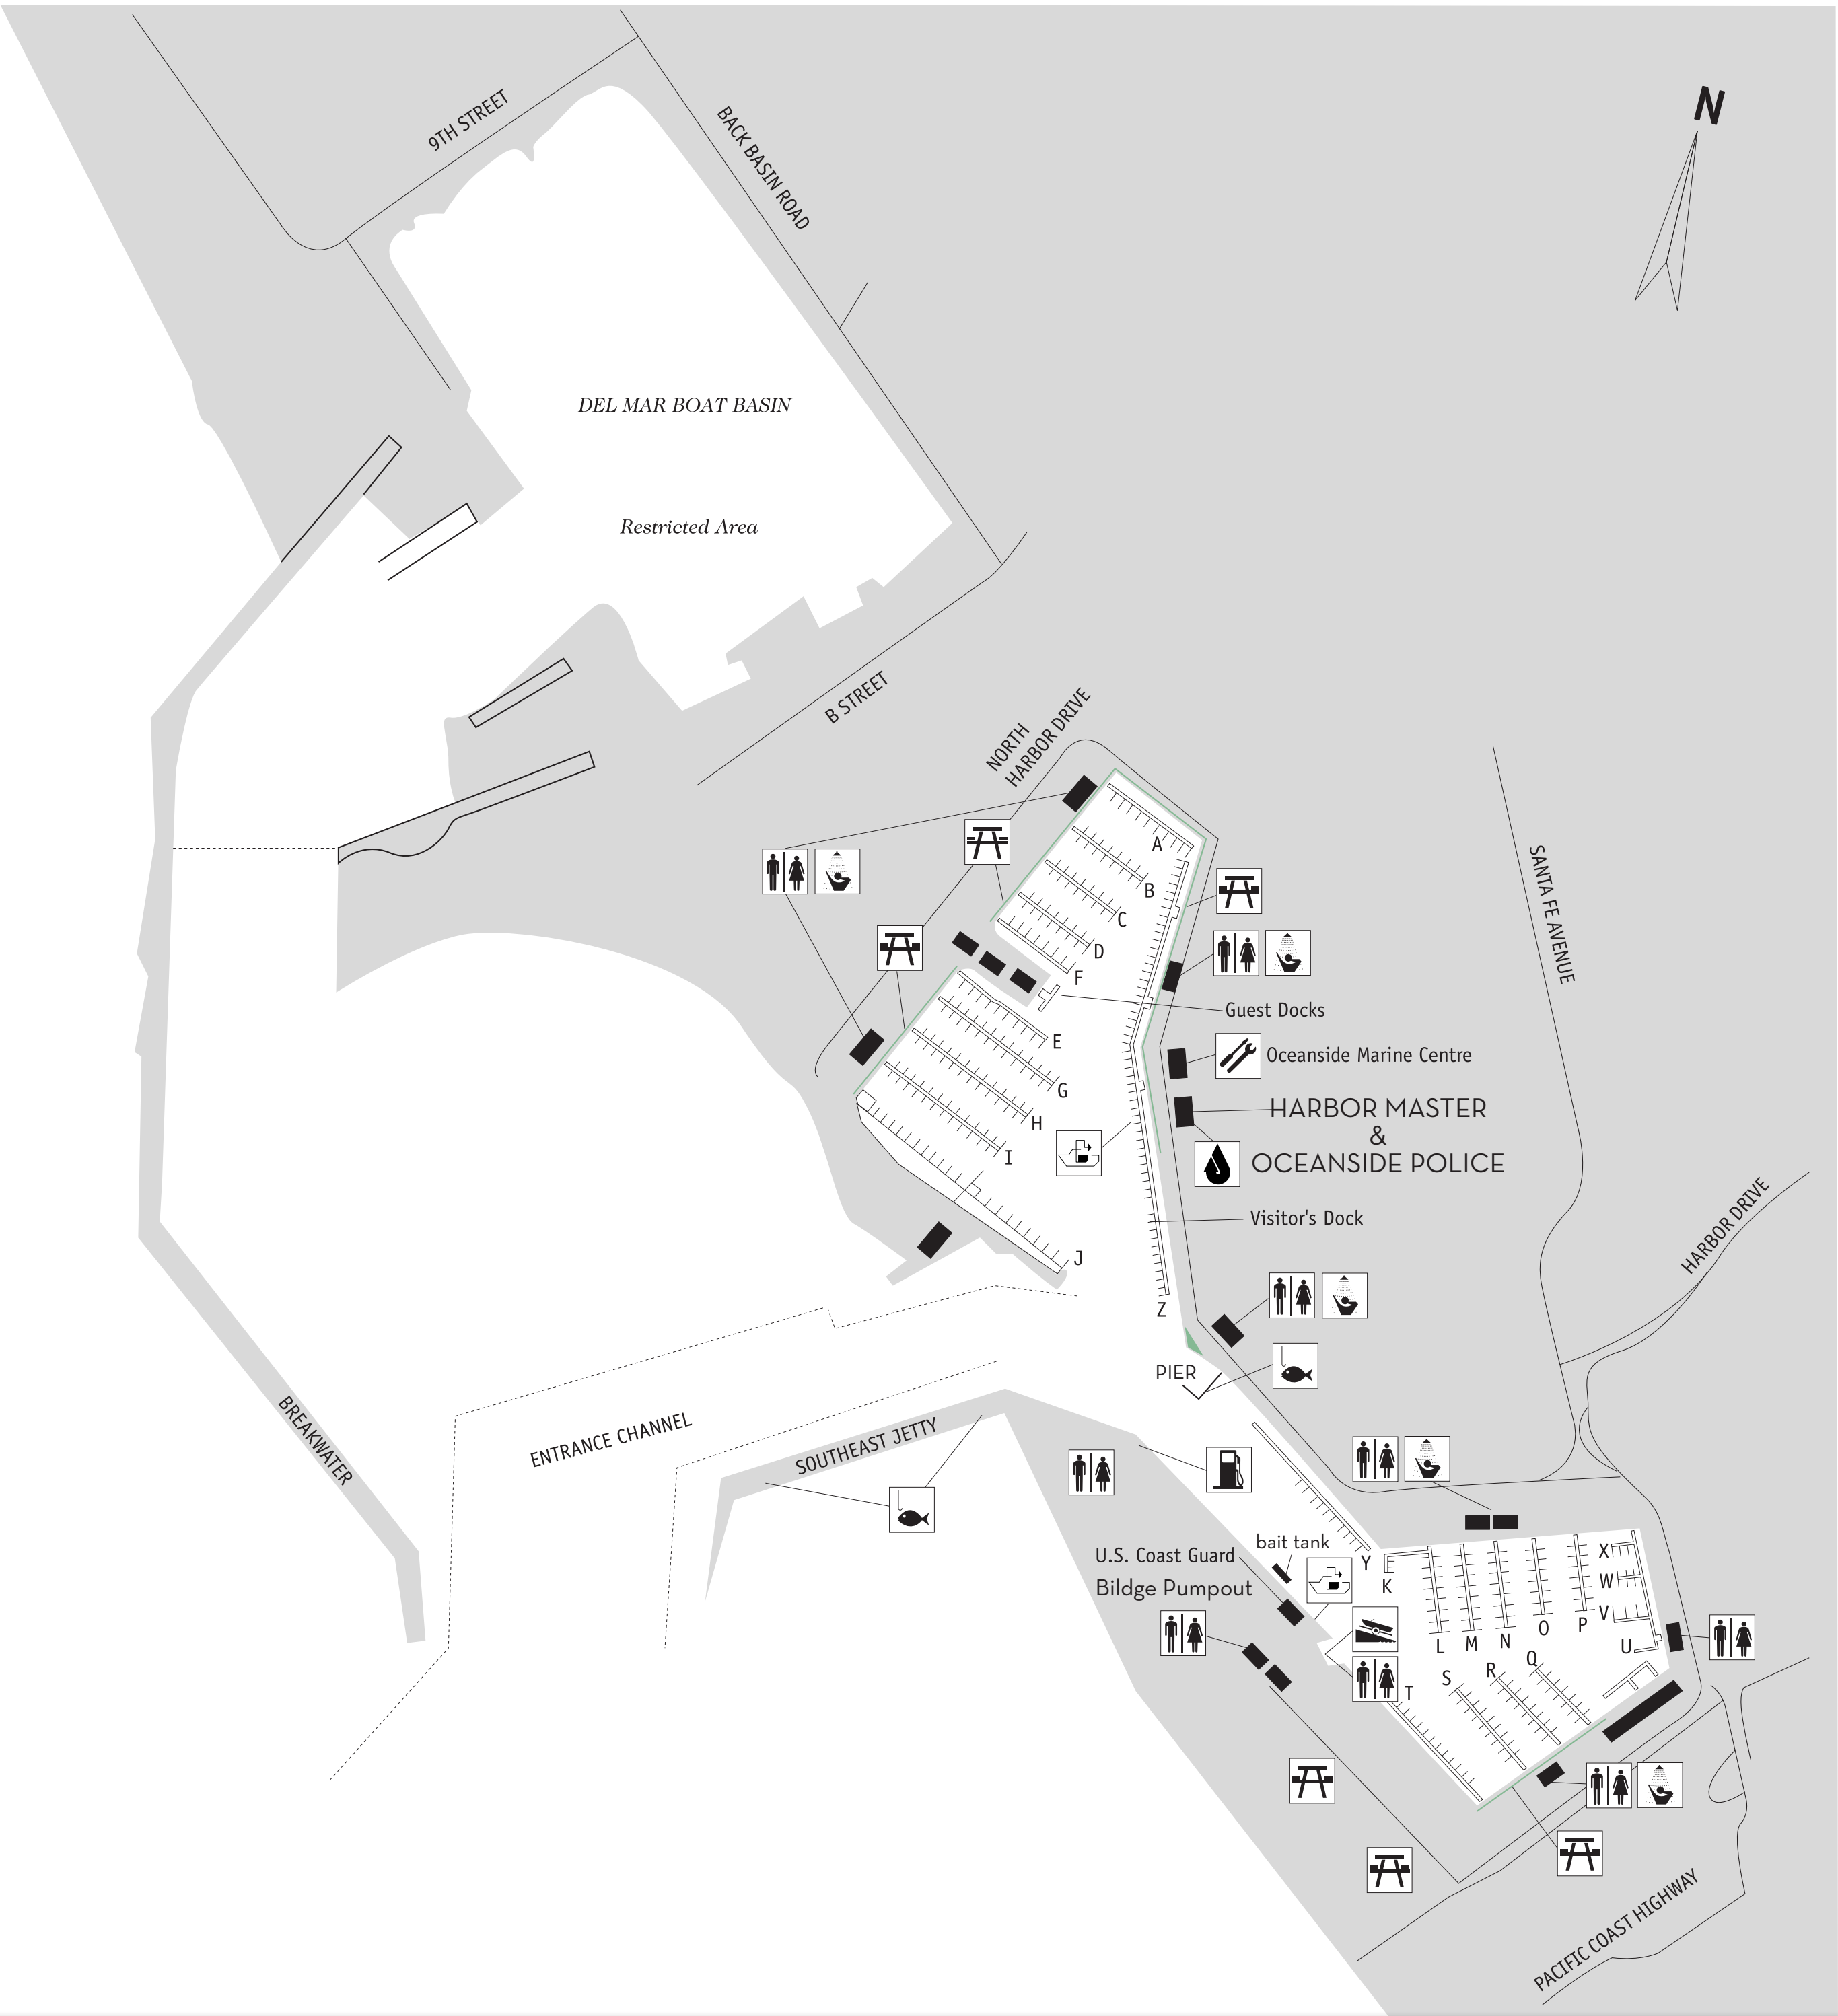 N
9TH STREET
BACK BASIN ROAD
DEL MAR BOAT BASIN
Restricted Area
B STREET
NORTH
HARBOR DRIVE
SANTA FE AVENUE
A
B
C
D
F
E
G
H
I
J
Guest Docks
Oceanside Marine Centre
HARBOR MASTER
&
OCEANSIDE POLICE
Visitor's Dock
Z
HARBOR DRIVE
PIER
BREAKWATER
ENTRANCE CHANNEL
SOUTHEAST JETTY
bait tank
U.S. Coast Guard
Bildge Pumpout
Y
K
L
M
N
O
P
X
W
V
U
Q
R
S
T
PACIFIC COAST HIGHWAY